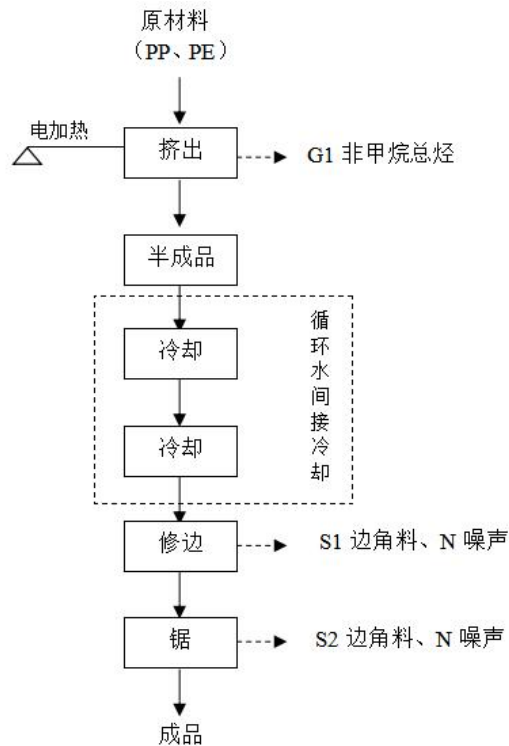 原材料
（PP、PE）
电加热
挤出
G1 非甲烷总烃
半成品
冷却
循环水间接冷却
冷却
修边
S1 边角料、N 噪声
锯
S2 边角料、N 噪声
成品